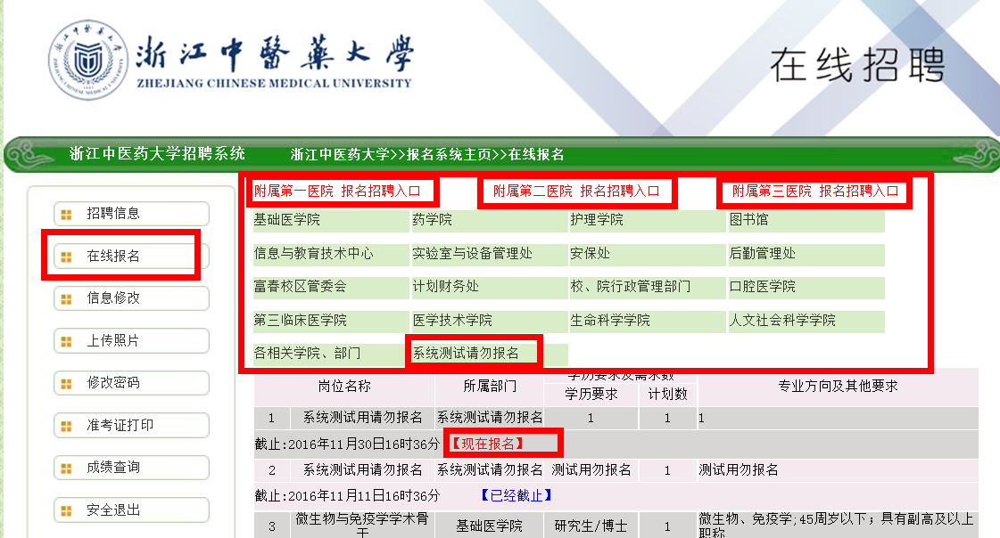 浙江中醫藥大學
ZHEJIANG CHINESE MEDICAL UNIVERSITY
在线招聘
浙江中医药大学招聘系统 浙江中医药大学>>报名系统主页>>在线报名
招聘信息
在线报名
信息修改
上传照片
修改密码
准考证打印
成绩查询
安全退出
附属第一医院 报名招聘入口 附属第二医院 报名招聘入口 附属第三医院 报名招聘入口
基础医学院 药学院 护理学院 图书馆
信息与教育技术中心 实验室与设备管理处 安保处 后勤管理处
富春校区管委会 计划财务处 校、院行政管理部门 口腔医学院
第三临床医学院 医学技术学院 生命科学学院 人文社会科学学院
各相关学院、部门 系统测试请勿报名
岗位名称 所属部门 学历要求及需求数 专业方向及其他要求
学历要求 计划数
1 系统测试用请勿报名 系统测试请勿报名 1 1 1
截止:2016年11月30日16时36分 【现在报名】
2 系统测试用请勿报名 系统测试请勿报名 测试用勿报名 1 测试用勿报名
截止:2016年11月11日16时36分 【已经截止】
3 微生物与免疫学学术骨干 基础医学院 研究生/博士 1 微生物、免疫学;45周岁以下；具有副高及以上
职称